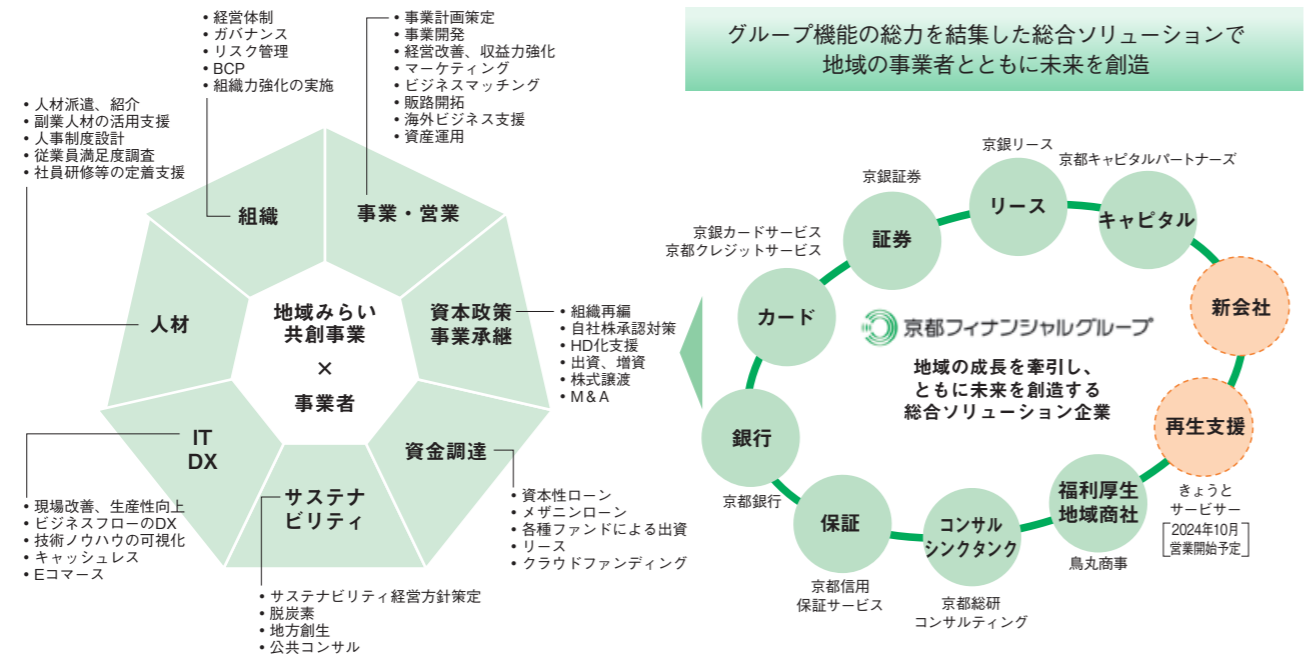 • 経営体制
• ガバナンス
• リスク管理
• BCP
• 組織力強化の実施
• 事業計画策定
• 事業開発
• 経営改善、収益力強化
• マーケティング
• ビジネスマッチング
• 販路開拓
• 海外ビジネス支援
• 資産運用
• 人材派遣、紹介
• 副業人材の活用支援
• 人事制度設計
• 従業員満足度調査
• 社員研修等の定着支援
組織
事業・営業
人材
地域みらい
共創事業
×
事業者
資本政策
事業承継
• 組織再編
• 自社株承認対策
• HD化支援
• 出資、増資
• 株式譲渡
• M&A
IT
DX
サステナ
ビリティ
資金調達
• 現場改善、生産性向上
• ビジネスフローのDX
• 技術ノウハウの可視化
• キャッシュレス
• Eコマース
• サステナビリティ経営方針策定
• 脱炭素
• 地方創生
• 公共コンサル
• 資本性ローン
• メザニンローン
• 各種ファンドによる出資
• リース
• クラウドファンディング
グループ機能の総力を結集した総合ソリューションで
地域の事業者とともに未来を創造
京銀リース
リース
京都キャピタルパートナーズ
キャピタル
京銀証券
証券
京銀カードサービス
京都クレジットサービス
カード
新会社
京都フィナンシャルグループ
地域の成長を牽引し、
ともに未来を創造する
総合ソリューション企業
銀行
京都銀行
保証
京都信用
保証サービス
コンサル
シンクタンク
京都総研
コンサルティング
福利厚生
地域商社
烏丸商事
再生支援
きょうと
サービサー
[2024年10月
営業開始予定]